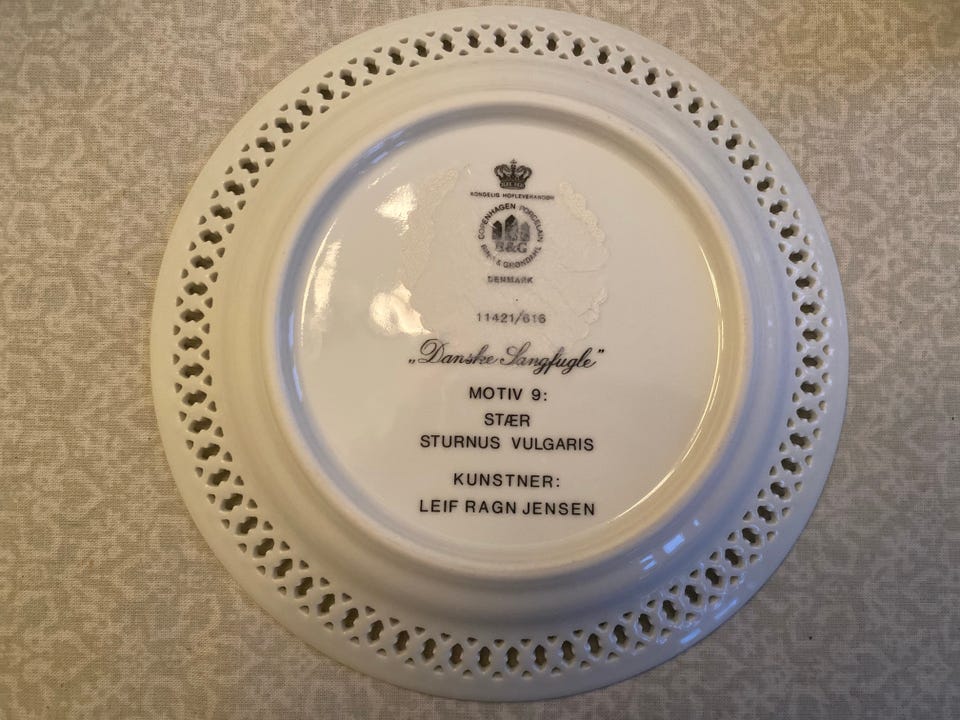 KONGELIG HOFLEVERANDØR
COPENHAGEN PORCELAIN
B&G
BING & GRØNDAHL
DENMARK
11421/616
„Danske Sangfugle”
MOTIV 9:
STÆR
STURNUS VULGARIS
KUNSTNER:
LEIF RAGN JENSEN